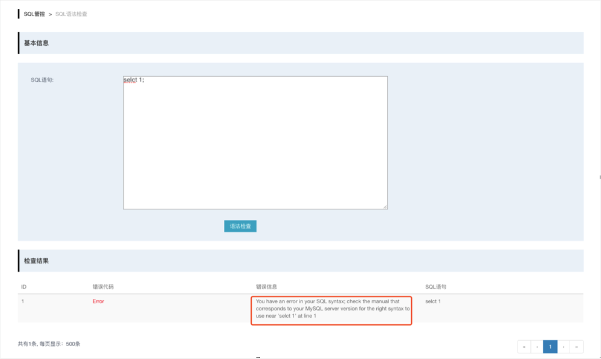 SQL管理 > SQL语法检查
基本信息
SQL语句:
selct 1;
语法检查
检查结果
ID 错误代码 错误信息 SQL语句
1 Error You have an error in your SQL syntax; check the manual that
corresponds to your MySQL server version for the right syntax to
use near 'selct 1' at line 1
selct 1
共有1条, 每页显示：500条
« ‹ 1 › »